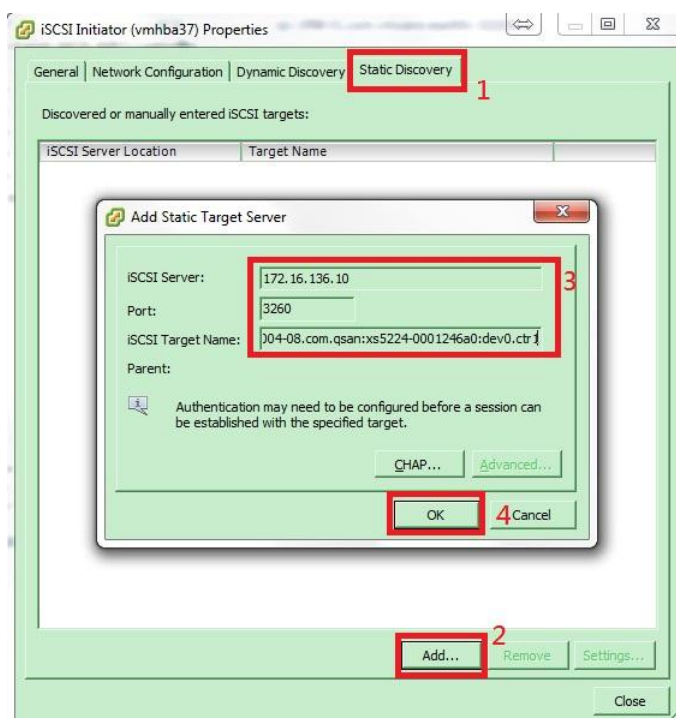 iSCSI Initiator (vmhba37) Properties
General Network Configuration Dynamic Discovery Static Discovery
1
Discovered or manually entered iSCSI targets:
iSCSI Server Location Target Name
Add Static Target Server
iSCSI Server: 172.16.136.10
3
Port: 3260
iSCSI Target Name: 004-08.com.qsan:xs5224-0001246a0:dev0.ctr1
Parent:
Authentication may need to be configured before a session can
be established with the specified target.
CHAP... Advanced...
OK 4 Cancel
2
Add... Remove Settings...
Close